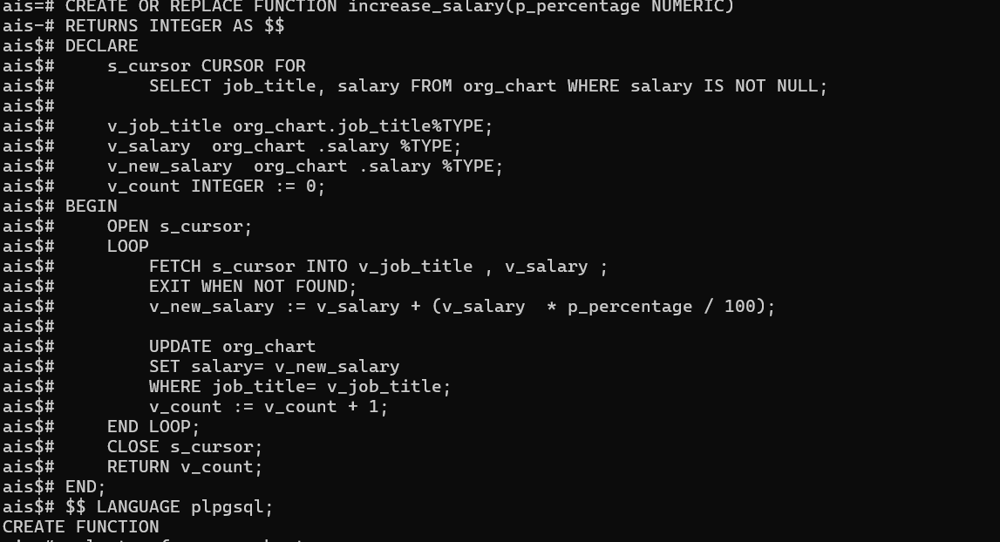 ais=# CREATE OR REPLACE FUNCTION increase_salary(p_percentage NUMERIC)
ais-# RETURNS INTEGER AS $$
ais$# DECLARE
ais$#     s_cursor CURSOR FOR
ais$#         SELECT job_title, salary FROM org_chart WHERE salary IS NOT NULL;
ais$#
ais$#     v_job_title org_chart.job_title%TYPE;
ais$#     v_salary  org_chart .salary %TYPE;
ais$#     v_new_salary  org_chart .salary %TYPE;
ais$#     v_count INTEGER := 0;
ais$# BEGIN
ais$#     OPEN s_cursor;
ais$#     LOOP
ais$#         FETCH s_cursor INTO v_job_title , v_salary ;
ais$#         EXIT WHEN NOT FOUND;
ais$#         v_new_salary := v_salary + (v_salary  * p_percentage / 100);
ais$#
ais$#         UPDATE org_chart
ais$#         SET salary= v_new_salary
ais$#         WHERE job_title= v_job_title;
ais$#         v_count := v_count + 1;
ais$#     END LOOP;
ais$#     CLOSE s_cursor;
ais$#     RETURN v_count;
ais$# END;
ais$# $$ LANGUAGE plpgsql;
CREATE FUNCTION